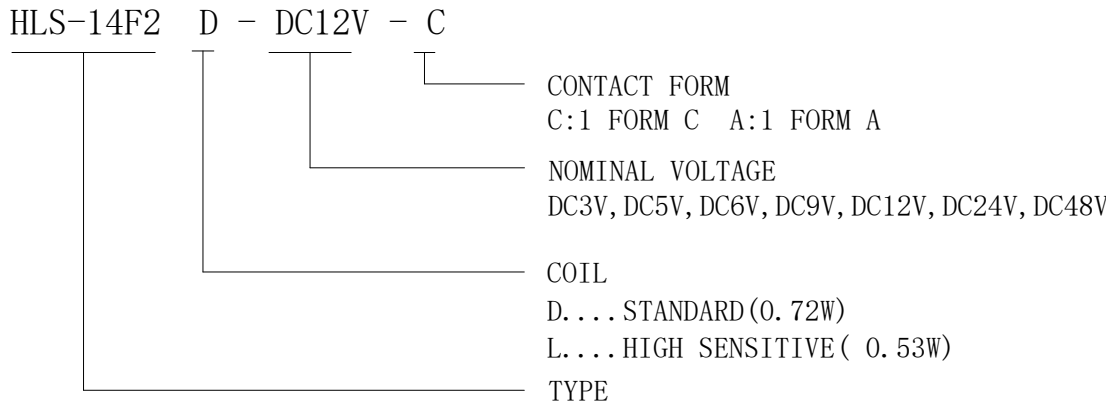 HLS-14F2 D - DC12V - C
CONTACT FORM
C:1 FORM C A:1 FORM A
NOMINAL VOLTAGE
DC3V,DC5V,DC6V,DC9V,DC12V,DC24V,DC48V
COIL
D....STANDARD(0.72W)
L....HIGH SENSITIVE( 0.53W)
TYPE